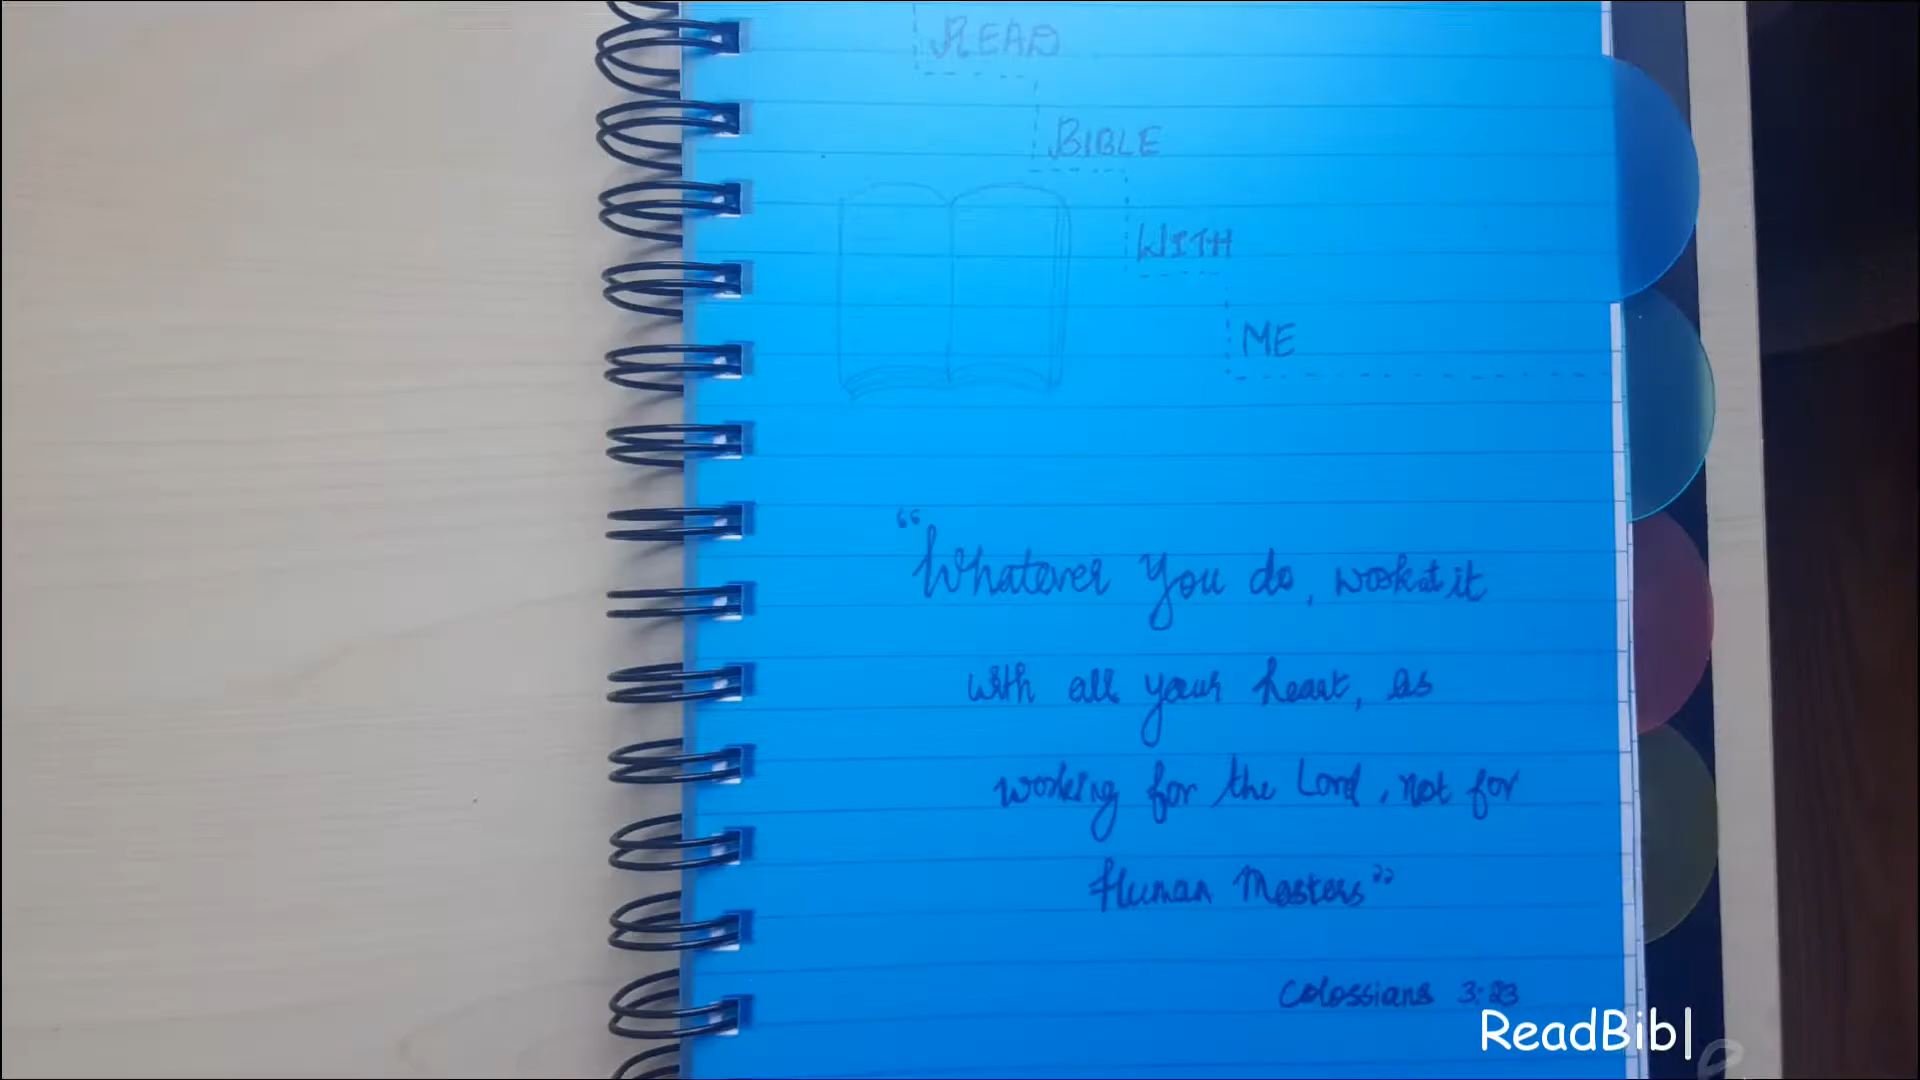 READ
BIBLE
WITH
ME
"Whatever you do, work at it
with all your heart, as
working for the Lord, not for
Human Masters"
Colossians 3:23
ReadBib|